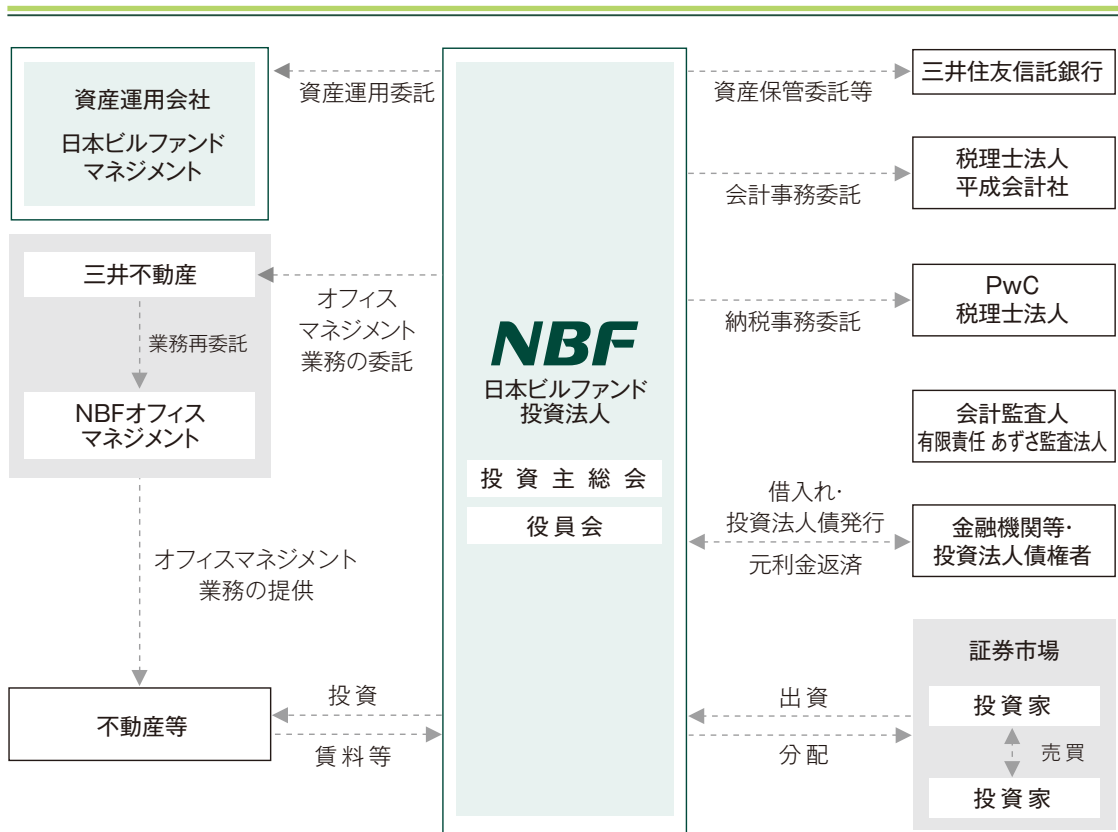 資産運用会社
日本ビルファンド
マネジメント
資産運用委託
三井不動産
業務再委託
NBFオフィス
マネジメント
オフィス
マネジメント
業務の委託
オフィスマネジメント
業務の提供
不動産等
投資
賃料等
NBF
日本ビルファンド
投資法人
投資主総会
役員会
資産保管委託等
三井住友信託銀行
会計事務委託
税理士法人
平成会計社
納税事務委託
PwC
税理士法人
会計監査人
有限責任 あずさ監査法人
借入れ・
投資法人債発行
元利金返済
金融機関等・
投資法人債権者
出資
分配
証券市場
投資家
売買
投資家